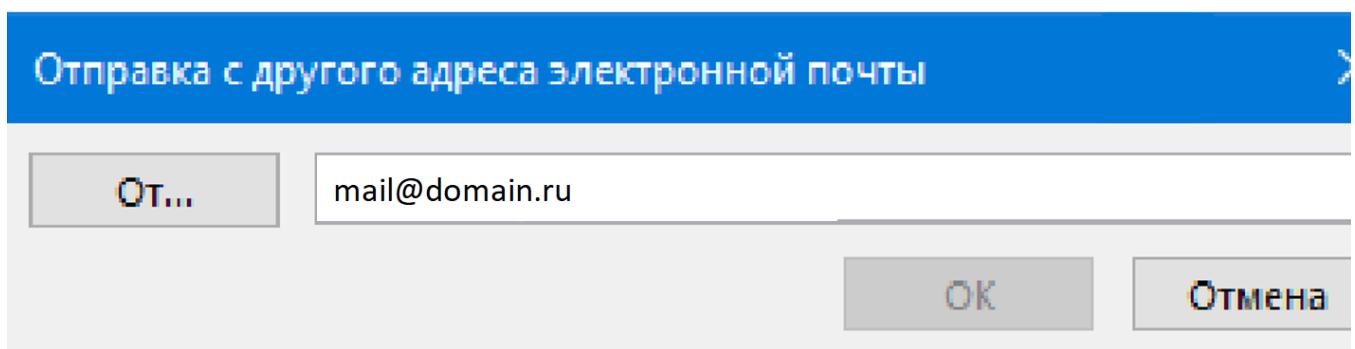 Отправка с другого адреса электронной почты
От...
mail@domain.ru
ОК
Отмена